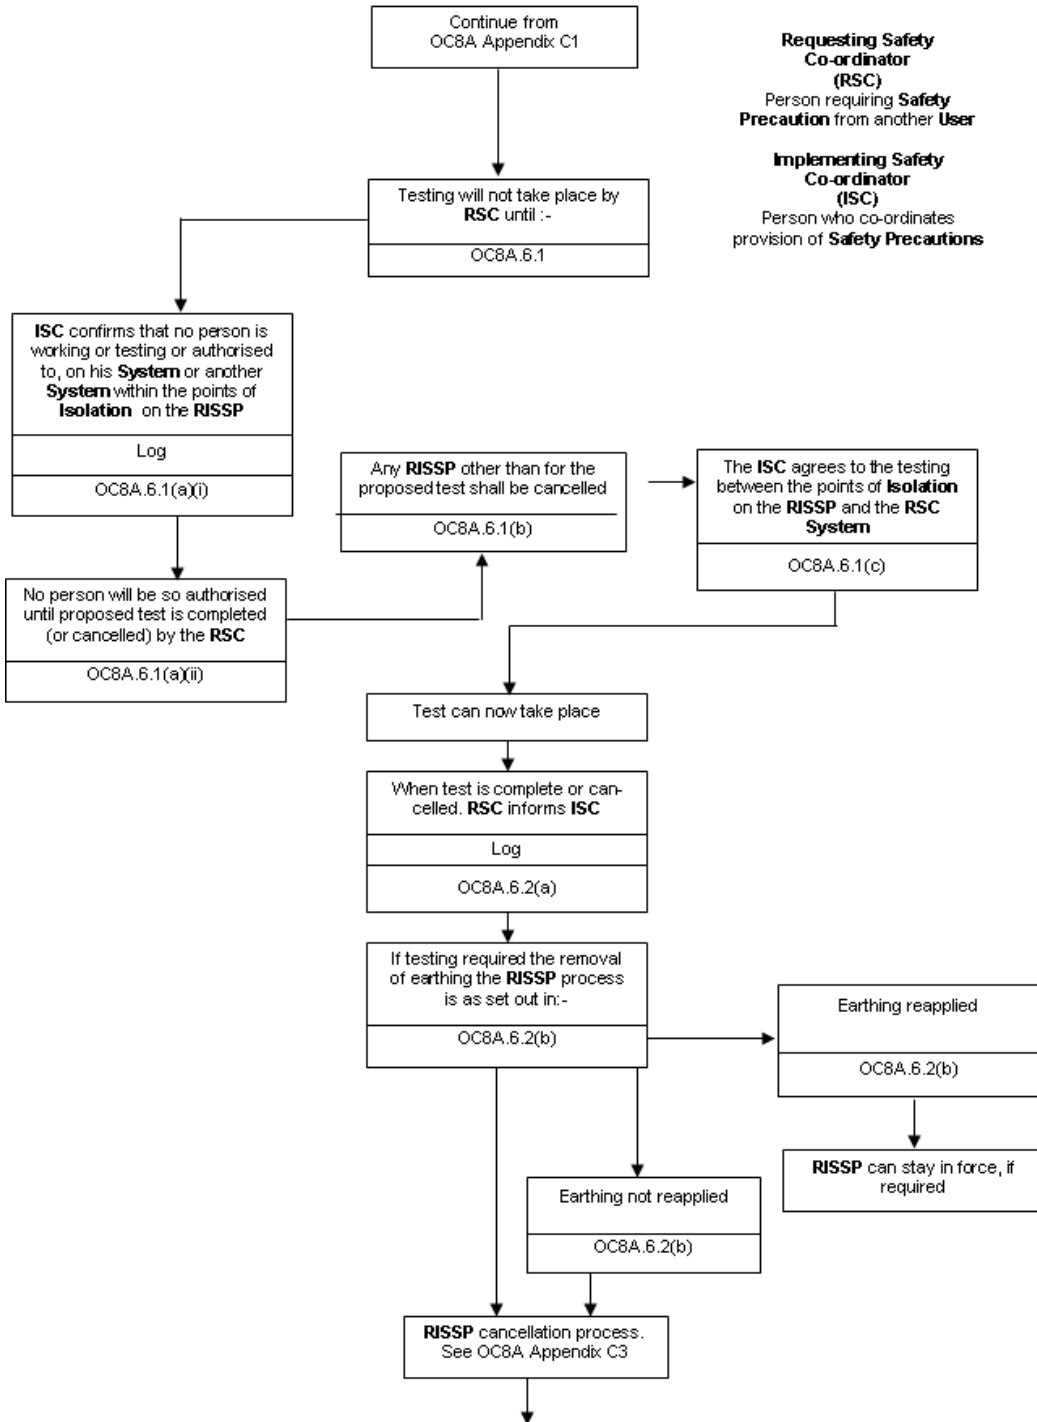 Continue from
OC8A Appendix C1
Requesting Safety
Co-ordinator
(RSC)
Person requiring Safety
Precaution from another User
Implementing Safety
Co-ordinator
(ISC)
Person who co-ordinates
provision of Safety Precautions
Testing will not take place by
RSC until :-
OC8A.6.1
ISC confirms that no person is
working or testing or authorised
to, on his System or another
System within the points of
Isolation on the RISSP
Log
OC8A.6.1(a)(i)
No person will be so authorised
until proposed test is completed
(or cancelled) by the RSC
OC8A.6.1(a)(ii)
Any RISSP other than for the
proposed test shall be cancelled
OC8A.6.1(b)
The ISC agrees to the testing
between the points of Isolation
on the RISSP and the RSC
System
OC8A.6.1(c)
Test can now take place
When test is complete or can-
celled. RSC informs ISC
Log
OC8A.6.2(a)
If testing required the removal
of earthing the RISSP process
is as set out in:-
OC8A.6.2(b)
Earthing reapplied
OC8A.6.2(b)
RISSP can stay in force, if
required
Earthing not reapplied
OC8A.6.2(b)
RISSP cancellation process.
See OC8A Appendix C3